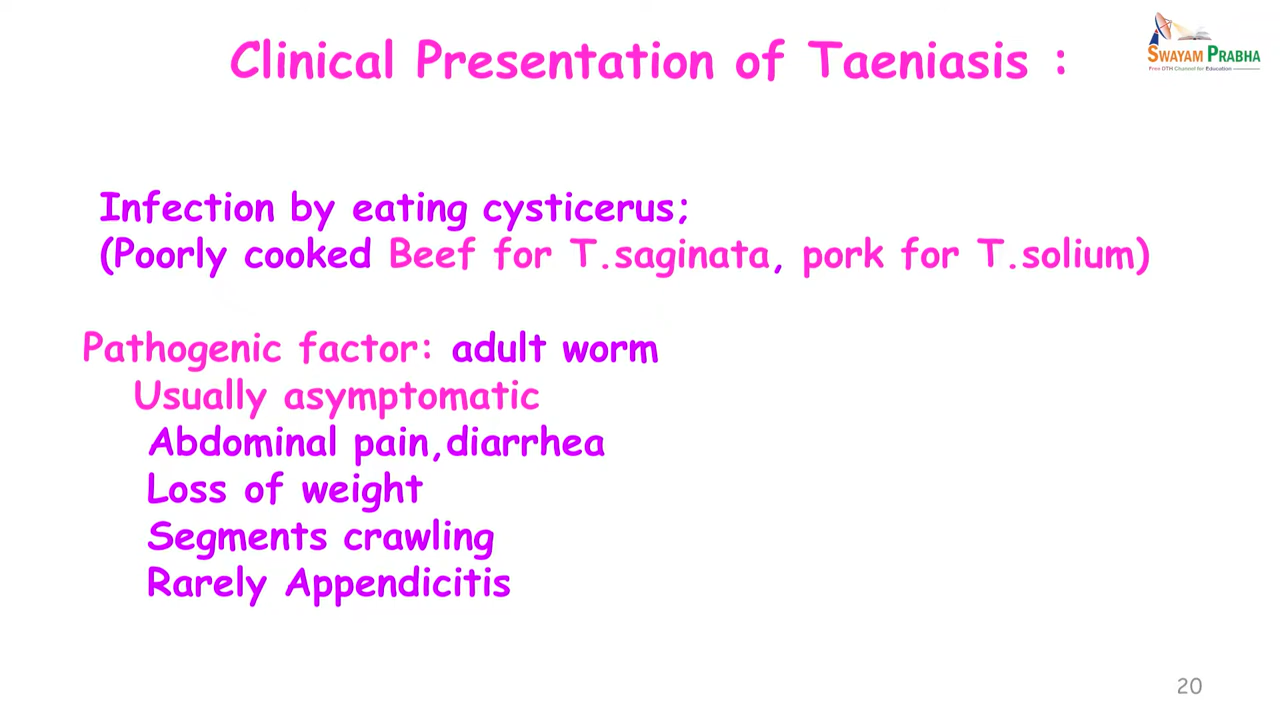 Clinical Presentation of Taeniasis :
SWAYAM PRABHA
Free DTH Channel for Education
Infection by eating cysticerus;
(Poorly cooked Beef for T.saginata, pork for T.solium)
Pathogenic factor: adult worm
Usually asymptomatic
Abdominal pain,diarrhea
Loss of weight
Segments crawling
Rarely Appendicitis
20